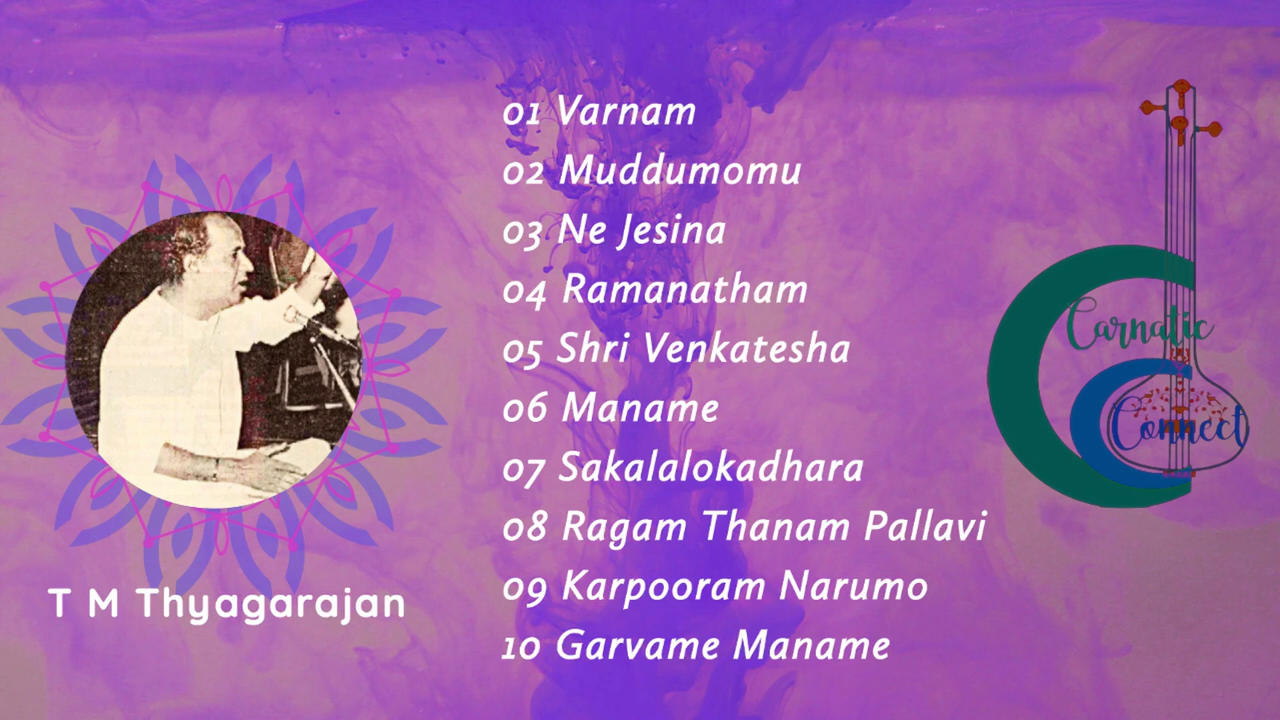 01 Varnam
02 Muddumomu
03 Ne Jesina
04 Ramanatham
05 Shri Venkatesha
06 Maname
07 Sakalalokadhara
08 Ragam Thanam Pallavi
09 Karpooram Narumo
10 Garvame Maname
T M Thyagarajan
Carnatic
Connect